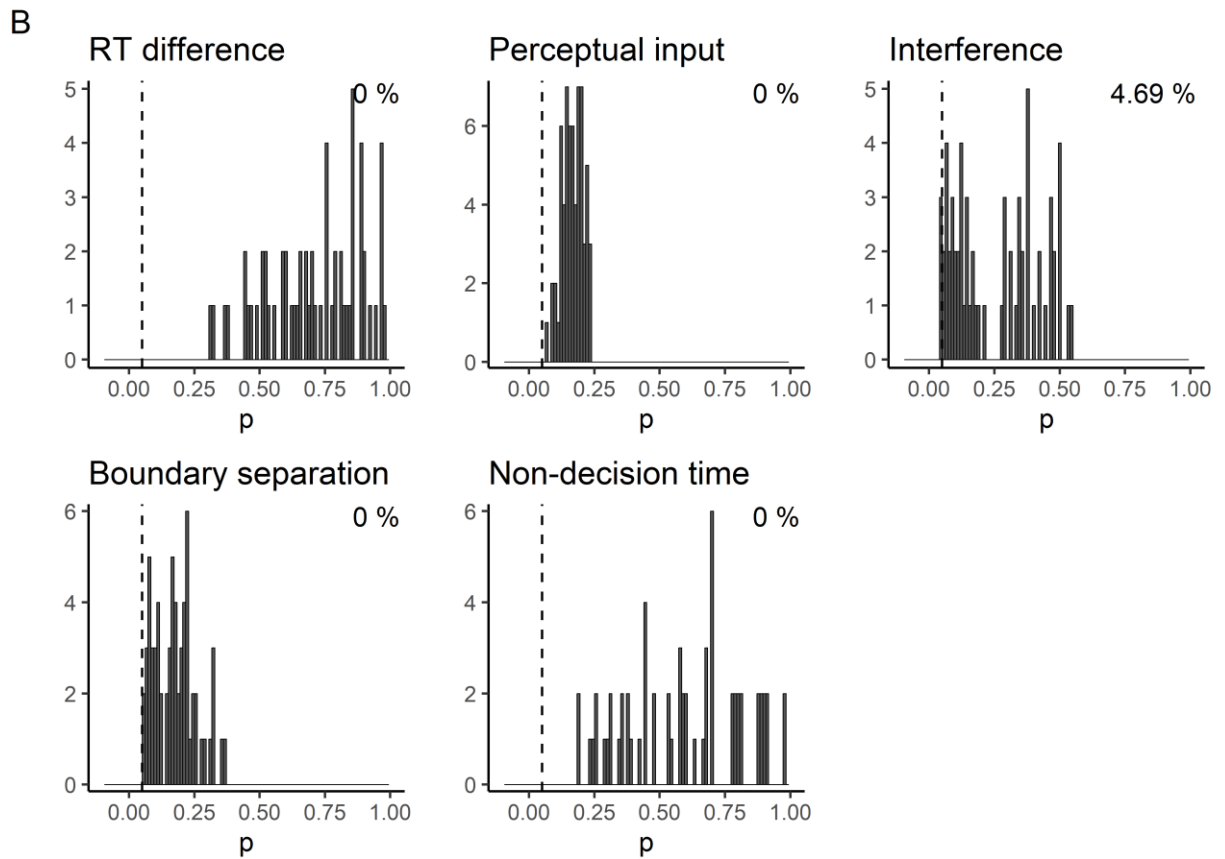 B
RT difference
Perceptual input
Interference
0 %
0 %
4.69 %
5
4
3
2
1
0
6
4
2
0
5
4
3
2
1
0
0.00 0.25 0.50 0.75 1.00
0.00 0.25 0.50 0.75 1.00
0.00 0.25 0.50 0.75 1.00
p
p
p
Boundary separation
Non-decision time
0 %
0 %
6
4
2
0
6
4
2
0
0.00 0.25 0.50 0.75 1.00
0.00 0.25 0.50 0.75 1.00
p
p